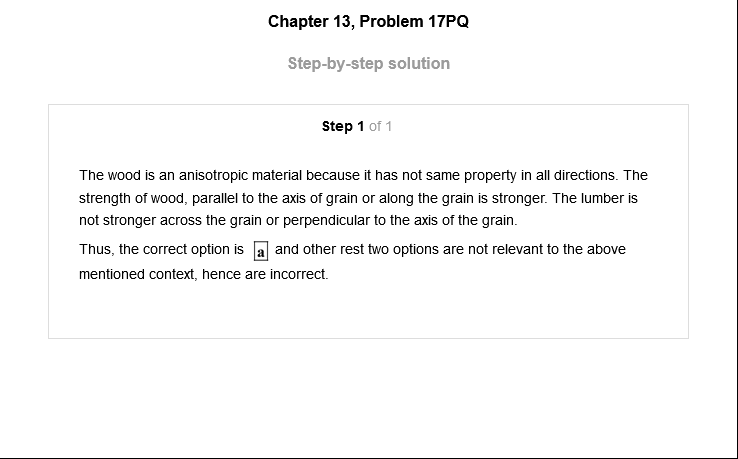 Chapter 13, Problem 17PQ
Step-by-step solution
Step 1 of 1
The wood is an anisotropic material because it has not same property in all directions. The
strength of wood, parallel to the axis of grain or along the grain is stronger. The lumber is
not stronger across the grain or perpendicular to the axis of the grain.
Thus, the correct option is a and other rest two options are not relevant to the above
mentioned context, hence are incorrect.